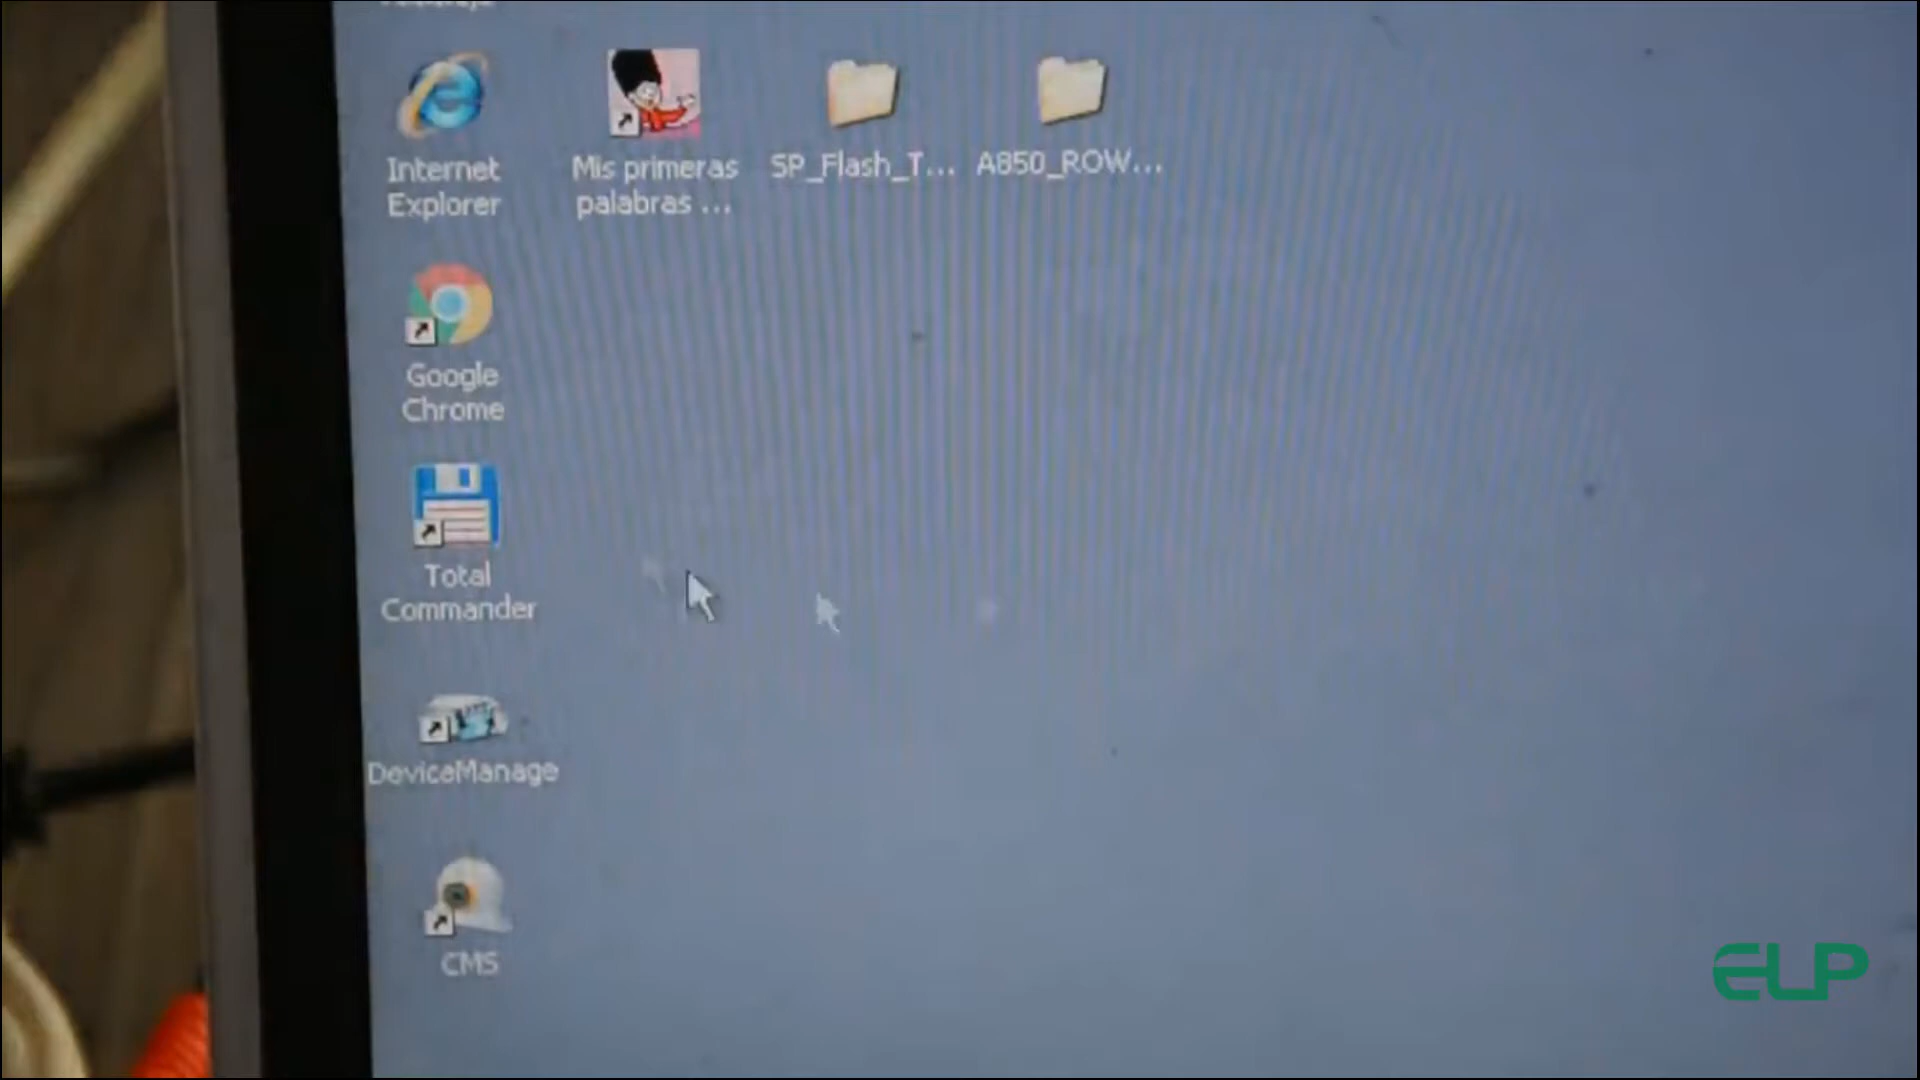 Internet
Explorer
Mis primeras
palabras ...
SP_Flash_T...
A850_ROW...
Google
Chrome
Total
Commander
DeviceManage
CMS
ELP